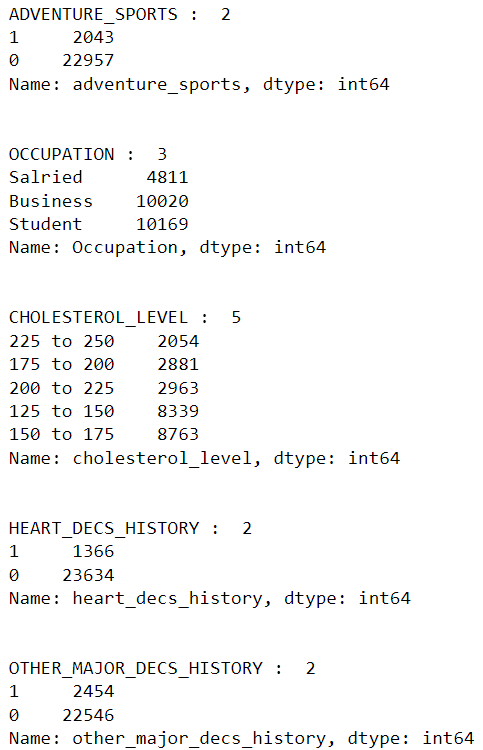 ADVENTURE_SPORTS :  2
1     2043
0    22957
Name: adventure_sports, dtype: int64
OCCUPATION :  3
Salried      4811
Business    10020
Student     10169
Name: Occupation, dtype: int64
CHOLESTEROL_LEVEL :  5
225 to 250    2054
175 to 200    2881
200 to 225    2963
125 to 150    8339
150 to 175    8763
Name: cholesterol_level, dtype: int64
HEART_DECS_HISTORY :  2
1     1366
0    23634
Name: heart_decs_history, dtype: int64
OTHER_MAJOR_DECS_HISTORY :  2
1     2454
0    22546
Name: other_major_decs_history, dtype: int64